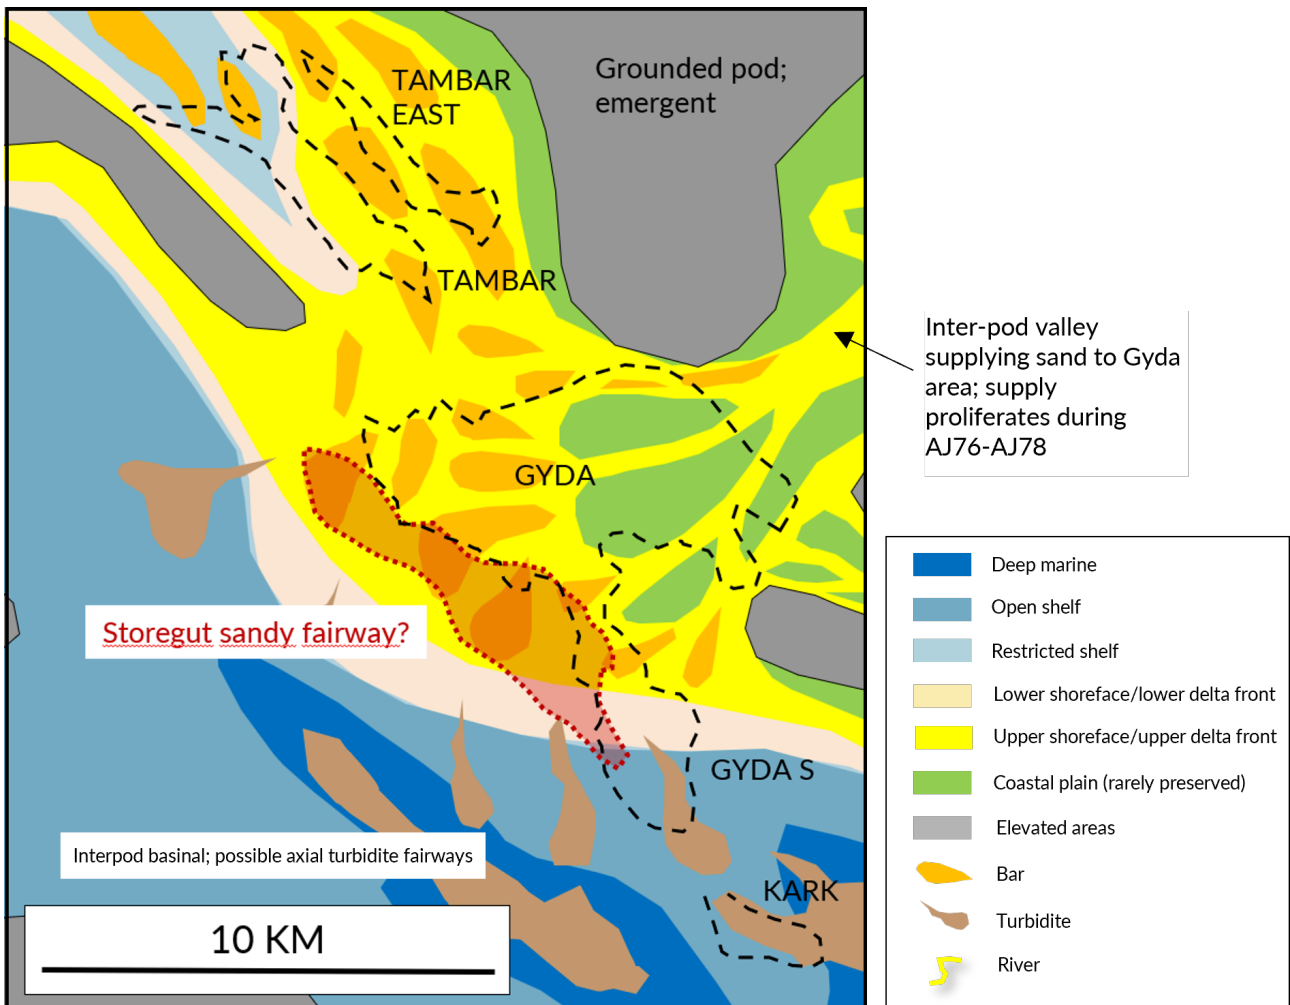 TAMBAR
EAST
Grounded pod;
emergent
TAMBAR
Inter-pod valley
supplying sand to Gyda
area; supply
proliferates during
AJ76-AJ78
GYDA
Storegut sandy fairway?
GYDA S
Interpod basinal; possible axial turbidite fairways
KARK
10 KM
Deep marine
Open shelf
Restricted shelf
Lower shoreface/lower delta front
Upper shoreface/upper delta front
Coastal plain (rarely preserved)
Elevated areas
Bar
Turbidite
River